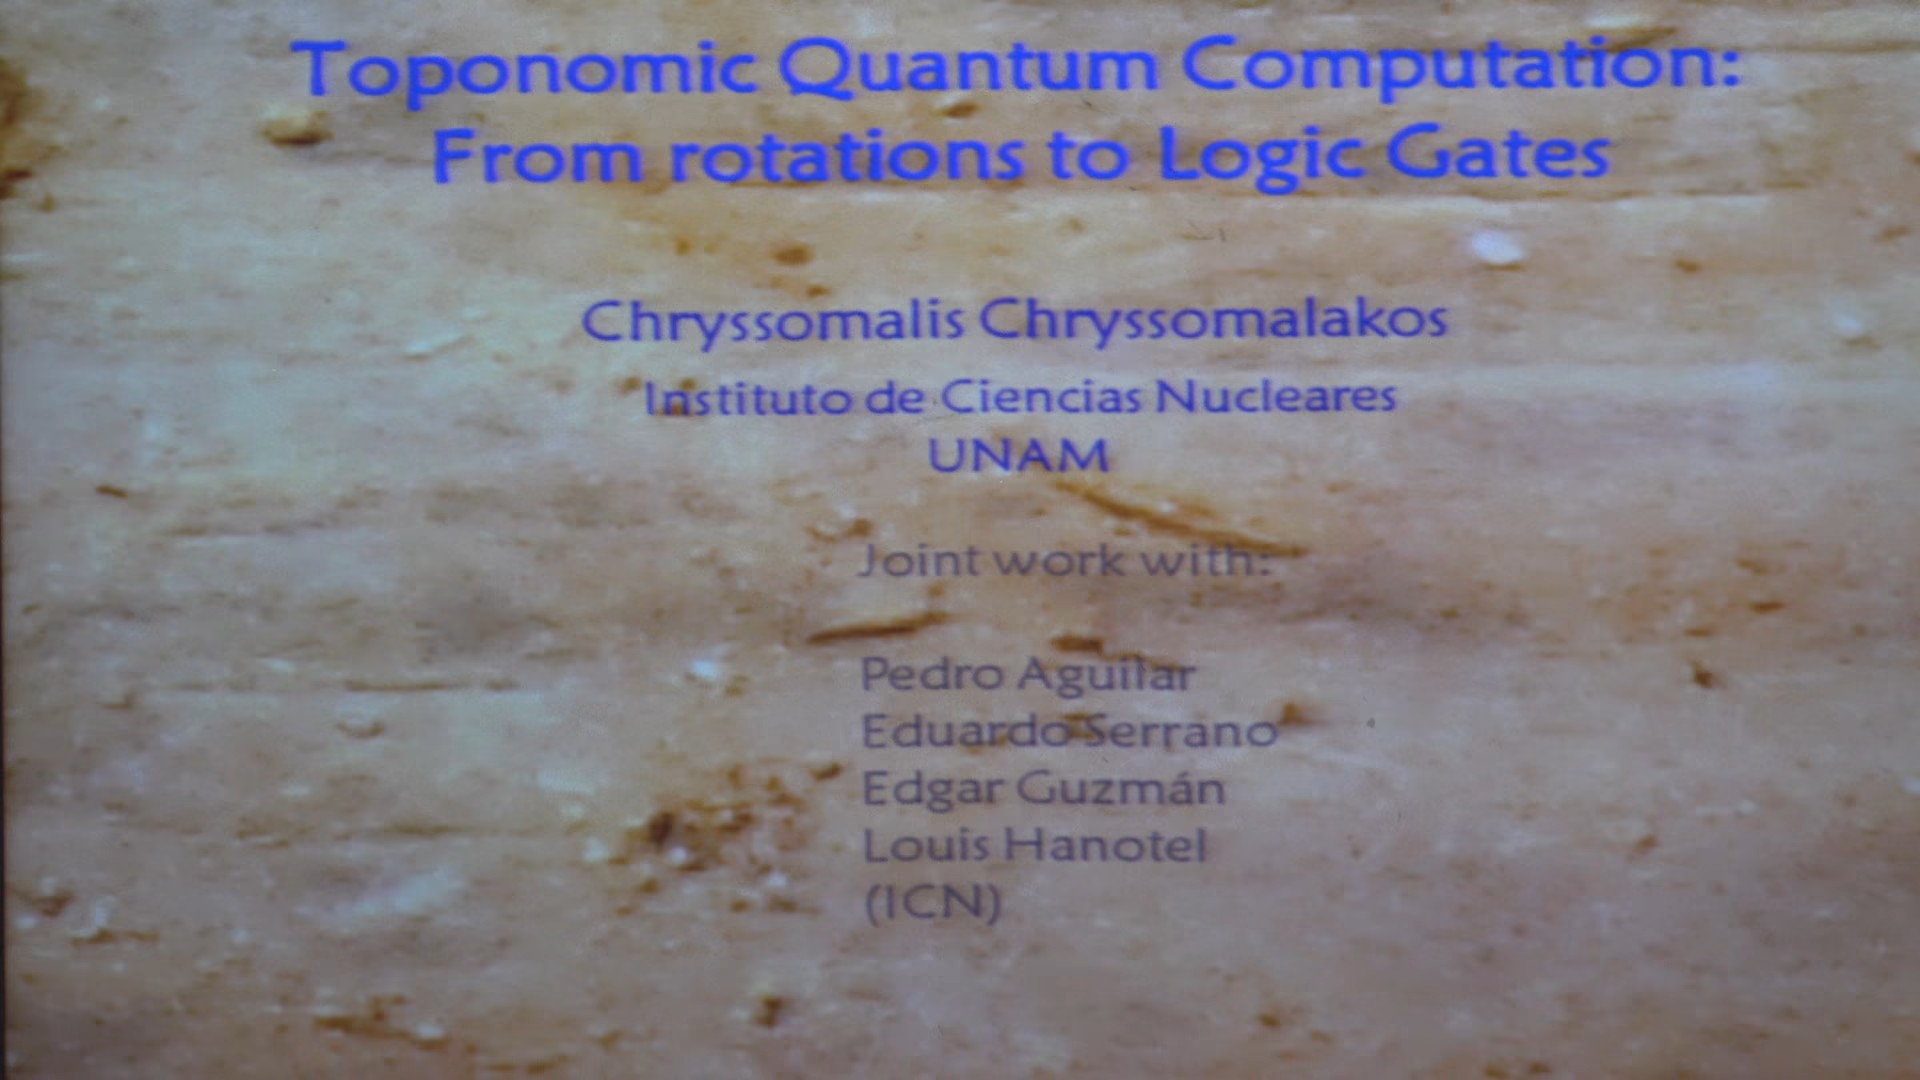 Toponomic Quantum Computation:
From rotations to Logic Gates
Chryssomalis Chryssomalakos
Instituto de Ciencias Nucleares
UNAM
Joint work with:
Pedro Aguilar
Eduardo Serrano
Edgar Guzmán
Louis Hanotel
(ICN)